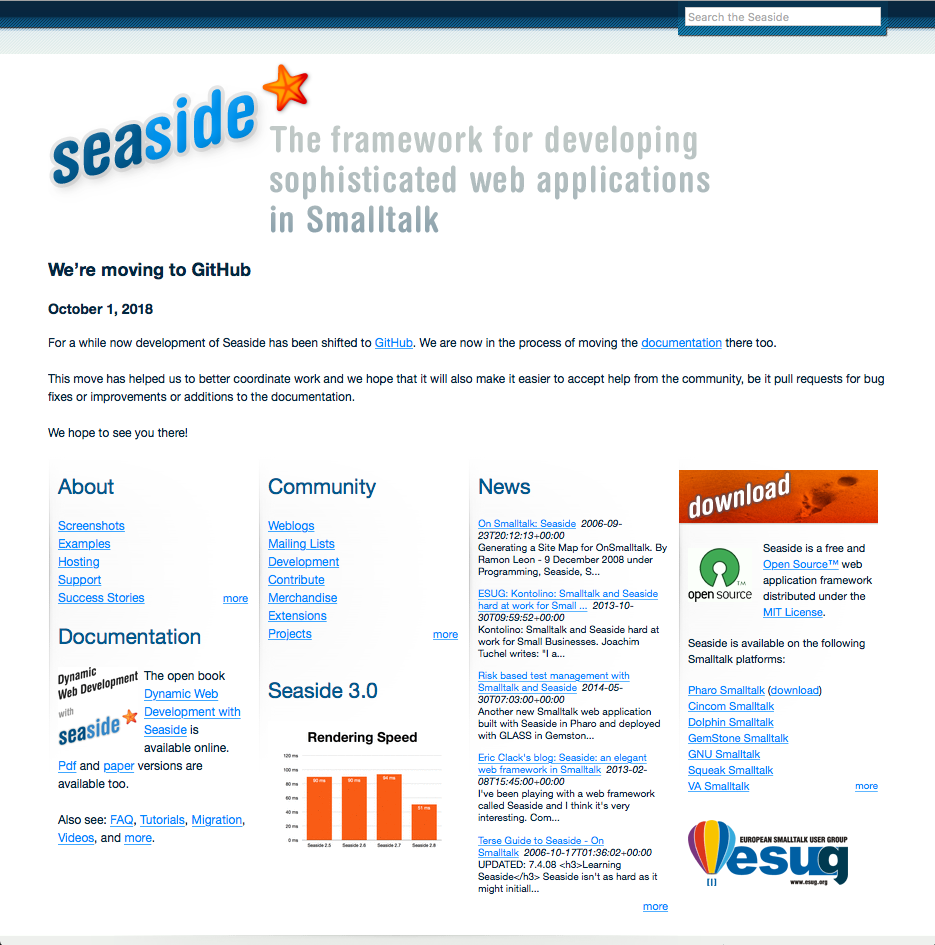 Search the Seaside
seaside
The framework for developing
sophisticated web applications
in Smalltalk
We're moving to GitHub
October 1, 2018
For a while now development of Seaside has been shifted to GitHub. We are now in the process of moving the documentation there too.
This move has helped us to better coordinate work and we hope that it will also make it easier to accept help from the community, be it pull requests for bug
fixes or improvements or additions to the documentation.
We hope to see you there!
About
Screenshots
Examples
Hosting
Support
Success Stories
more
Documentation
Dynamic
Web Development
with
seaside
The open book
Dynamic Web
Development with
Seaside is
available online.
Pdf and paper versions are
available too.
Also see: FAQ, Tutorials, Migration,
Videos, and more.
Community
Weblogs
Mailing Lists
Development
Contribute
Merchandise
Extensions
Projects
more
Seaside 3.0
Rendering Speed
120 ms
100 ms
80 ms
60 ms
40 ms
20 ms
0 ms
90 ms
90 ms
94 ms
51 ms
Seaside 2.5
Seaside 2.6
Seaside 2.7
Seaside 2.8
News
On Smalltalk: Seaside 2006-09-
23T20:12:13+00:00
Generating a Site Map for OnSmalltalk. By
Ramon Leon - 9 December 2008 under
Programming, Seaside, S...
ESUG: Kontolino: Smalltalk and Seaside
hard at work for Small ... 2013-10-
30T09:59:52+00:00
Kontolino: Smalltalk and Seaside hard at
work for Small Businesses. Joachim
Tuchel writes: "I a...
Risk based test management with
Smalltalk and Seaside 2014-05-
30T07:03:00+00:00
Another new Smalltalk web application
built with Seaside in Pharo and deployed
with GLASS in Gemston...
Eric Clack's blog: Seaside: an elegant
web framework in Smalltalk 2013-02-
08T15:45:00+00:00
I've been playing with a web framework
called Seaside and I think it's very
interesting. Com...
Terse Guide to Seaside - On
Smalltalk 2006-10-17T01:36:02+00:00
UPDATED: 7.4.08 <h3>Learning
Seaside</h3> Seaside isn't as hard as it
might initiall...
more
download
open source
TM
Seaside is a free and
Open Source™ web
application framework
distributed under the
MIT License.
Seaside is available on the following
Smalltalk platforms:
Pharo Smalltalk (download)
Cincom Smalltalk
Dolphin Smalltalk
GemStone Smalltalk
GNU Smalltalk
Squeak Smalltalk
VA Smalltalk
more
EUROPEAN SMALLTALK USER GROUP
esug
www.esug.org